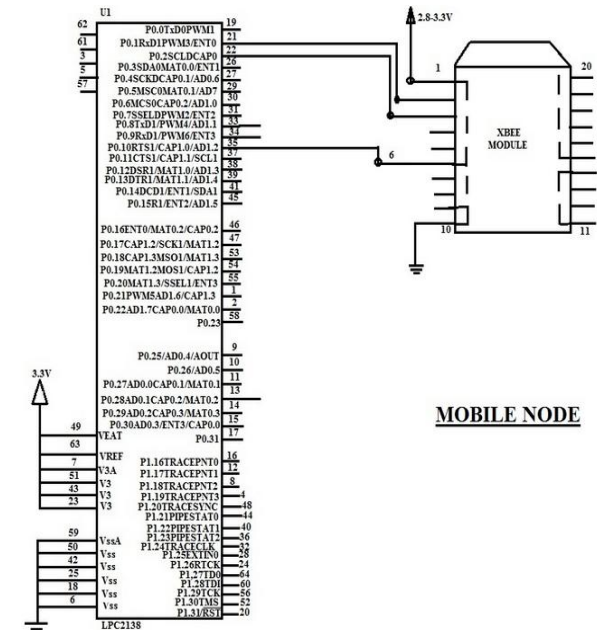 U1
62
61
3
5
57
P0.0TxD0PWM1 19
P0.1RxD1PWM3/ENT0 21
P0.2SCLDCAP0 22
P0.3SDA0MAT0.0/ENT1 26
P0.4SCKDCAP0.1/AD0.6 27
P0.5MSC0MAT0.1/AD7 29
P0.6MCS0CAP0.2/AD1.0 30
P0.7SSELDPWM2/ENT2 31
P0.8TxD1/PWM4/AD1.1 33
P0.9RxD1/PWM6/ENT3 34
P0.10RTS1/CAP1.0/AD1.2 35
P0.11CTS1/CAP1.1/SCL1 37
P0.12DSR1/MAT1.0/AD1.3 38
P0.13DTR1/MAT1.1/AD1.4 39
P0.14DCD1/ENT1/SDA1 41
P0.15R1/ENT2/AD1.5 45
P0.16ENT0/MAT0.2/CAP0.2 46
P0.17CAP1.2/SCK1/MAT1.2 47
P0.18CAP1.3MSO1/MAT1.3 53
P0.19MAT1.2MOS1/CAP1.2 54
P0.20MAT1.3/SSEL1/ENT3 55
P0.21PWM5AD1.6/CAP1.3 1
P0.22AD1.7CAP0.0/MAT0.0 2
P0.23 58
P0.25/AD0.4/AOUT 9
P0.26/AD0.5 10
P0.27AD0.0CAP0.1/MAT0.1 11
P0.28AD0.1CAP0.2/MAT0.2 13
P0.29AD0.2CAP0.3/MAT0.3 14
P0.30AD0.3/ENT3/CAP0.0 15
P0.31 17
P1.16TRACEPNT0 16
P1.17TRACEPNT1 12
P1.18TRACEPNT2 8
P1.19TRACEPNT3 4
P1.20TRACESYNC 48
P1.21PIPESTAT0 44
P1.22PIPESTAT1 40
P1.23PIPESTAT2 36
P1.24TRACECLK 32
P1.25EXTIN0 28
P1.26RTCK 24
P1.27TD0 64
P1.28TDI 60
P1.29TCK 56
P1.30TMS 52
P1.31/RST 20
3.3V
49 VEAT
63 VREF
7 V3A
51 V3
43 V3
23 V3
59 VssA
50 Vss
42 Vss
25 Vss
18 Vss
6 Vss
LPC2138
2.8-3.3V
1
6
10
20
11
XBEE
MODULE
MOBILE NODE